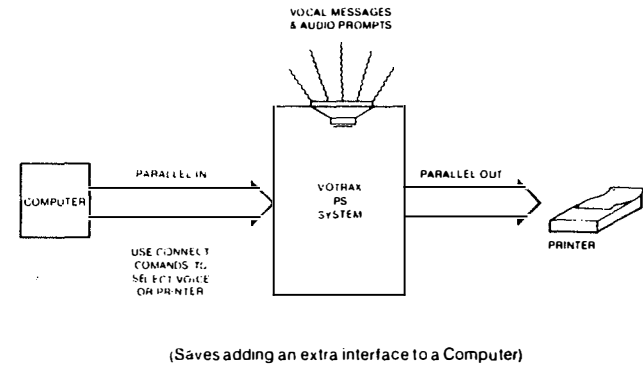 VOCAL MESSAGES
& AUDIO PROMPTS
PARALLEL IN
COMPUTER
VOTRAX
PS
SYSTEM
PARALLEL OUT
PRINTER
USE CONNECT
COMANDS TO
SELECT VOICE
OR PRINTER
(Saves adding an extra interface to a Computer)